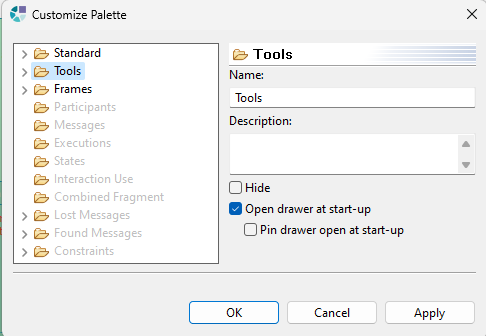 Customize Palette
Standard
Tools
Frames
Participants
Messages
Executions
States
Interaction Use
Combined Fragment
Lost Messages
Found Messages
Constraints
Tools
Name:
Tools
Description:
Hide
Open drawer at start-up
Pin drawer open at start-up
OK
Cancel
Apply